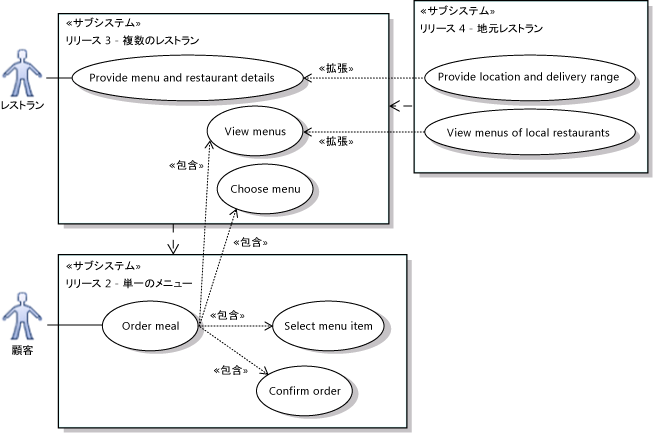 «サブシステム»
リリース 3 - 複数のレストラン
レストラン
Provide menu and restaurant details
View menus
Choose menu
«サブシステム»
リリース 4 - 地元レストラン
Provide location and delivery range
View menus of local restaurants
«拡張»
«拡張»
«包含»
«包含»
«サブシステム»
リリース 2 - 単一のメニュー
顧客
Order meal
«包含»
Select menu item
«包含»
Confirm order